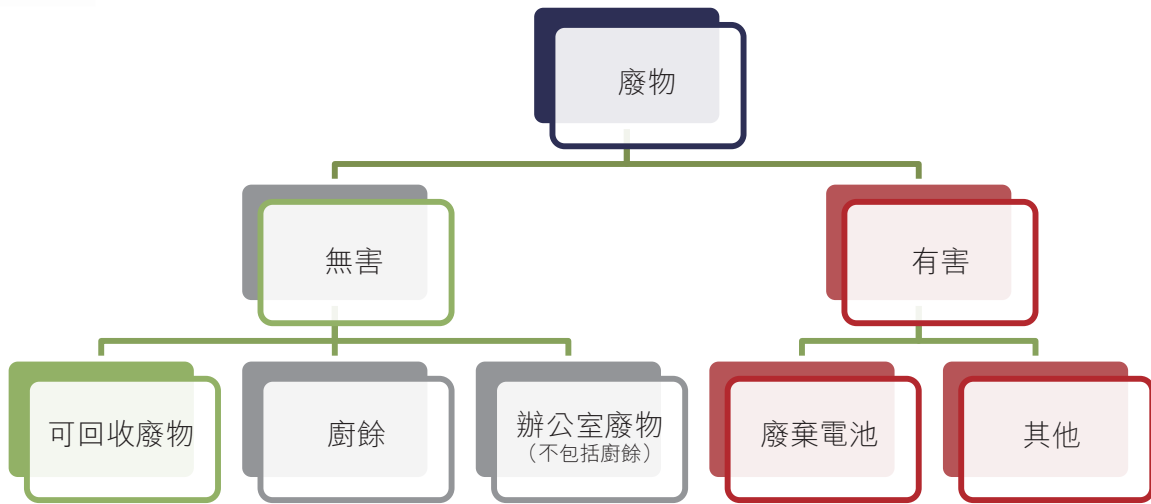 廢物
無害
有害
可回收廢物
廚餘
辦公室廢物
（不包括廚餘）
廢棄電池
其他